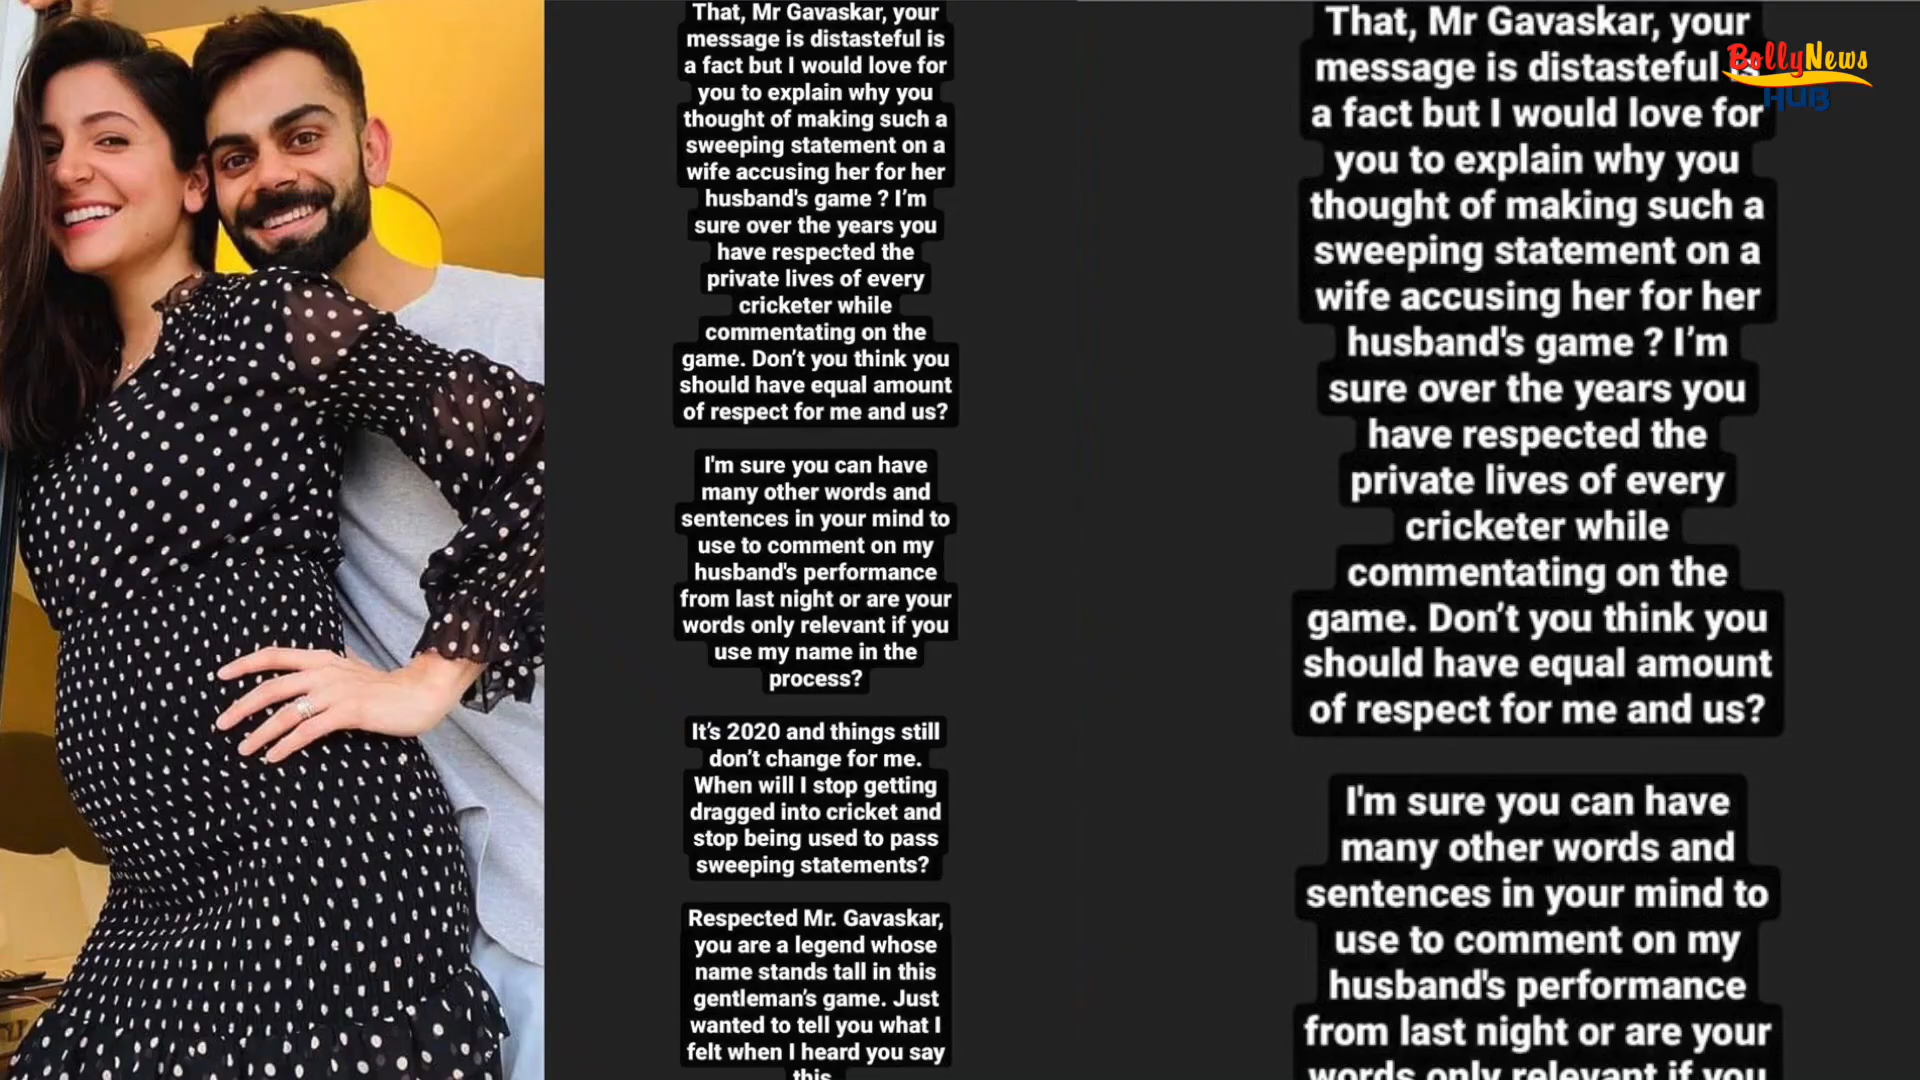 That, Mr Gavaskar, your
message is distasteful is
a fact but I would love for
you to explain why you
thought of making such a
sweeping statement on a
wife accusing her for her
husband's game ? I’m
sure over the years you
have respected the
private lives of every
cricketer while
commentating on the
game. Don’t you think you
should have equal amount
of respect for me and us?
I'm sure you can have
many other words and
sentences in your mind to
use to comment on my
husband's performance
from last night or are your
words only relevant if you
use my name in the
process?
It’s 2020 and things still
don’t change for me.
When will I stop getting
dragged into cricket and
stop being used to pass
sweeping statements?
Respected Mr. Gavaskar,
you are a legend whose
name stands tall in this
gentleman’s game. Just
wanted to tell you what I
felt when I heard you say
this
That, Mr Gavaskar, your
message is distasteful is
a fact but I would love for
you to explain why you
thought of making such a
sweeping statement on a
wife accusing her for her
husband's game ? I’m
sure over the years you
have respected the
private lives of every
cricketer while
commentating on the
game. Don’t you think you
should have equal amount
of respect for me and us?
I'm sure you can have
many other words and
sentences in your mind to
use to comment on my
husband's performance
from last night or are your
words only relevant if you
BollyNews
HUB